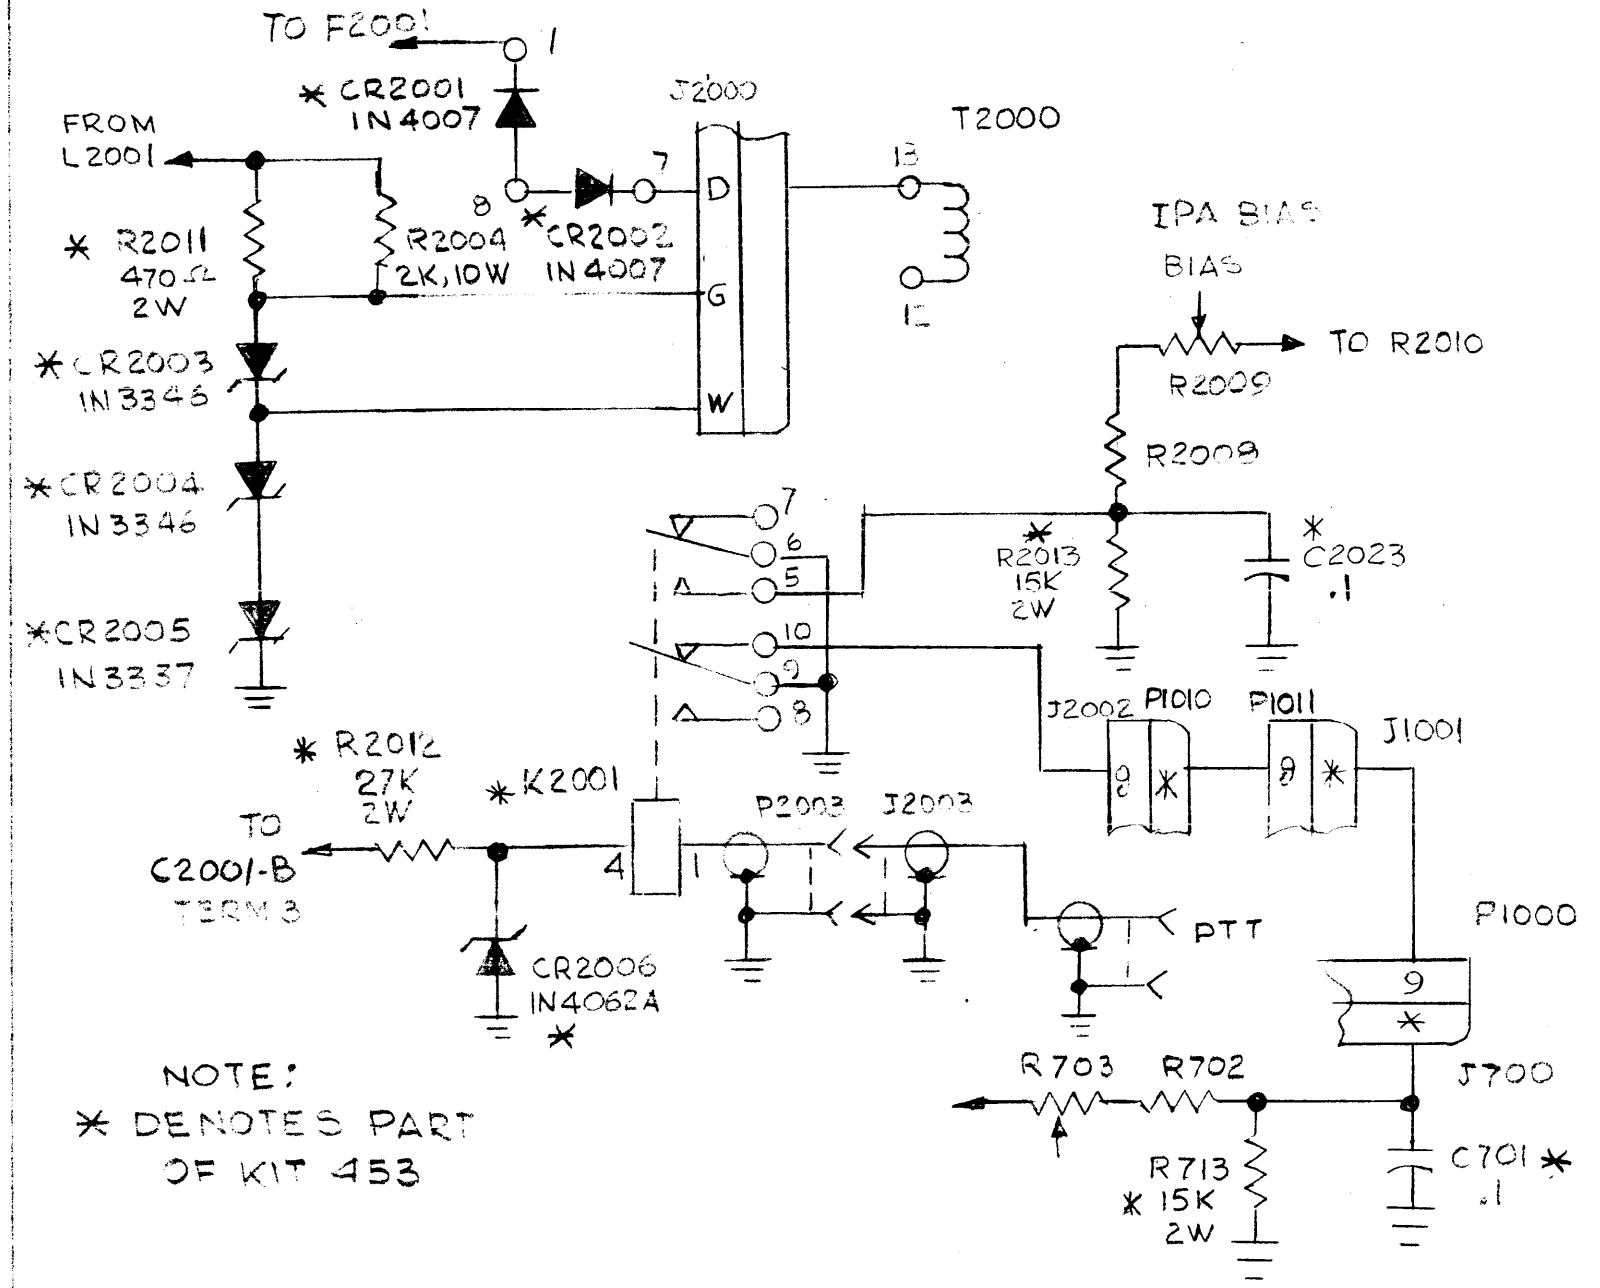 TO F2001
1
* CR2001
IN4007
J2000
T2000
FROM
L2001
7
13
8
D
* R2011
470Ω
2W
R2004
2K, 10W
* CR2002
IN4007
G
12
IPA BIAS
BIAS
TO R2010
R2009
* CR2003
IN3346
W
R2008
* CR2004
IN3346
7
6
5
* R2013
15K
2W
* C2023
.1
* CR2005
IN3337
10
9
8
J2002
P1010
P1011
J1001
8
*
8
*
* R2012
27K
2W
* K2001
P2003
J2003
TO
C2001-B
TERM 3
4
1
P1000
PTT
9
*
CR2006
IN4062A
*
J700
NOTE:
* DENOTES PART
OF KIT 453
R703
R702
R713
* 15K
2W
C701 *
.1